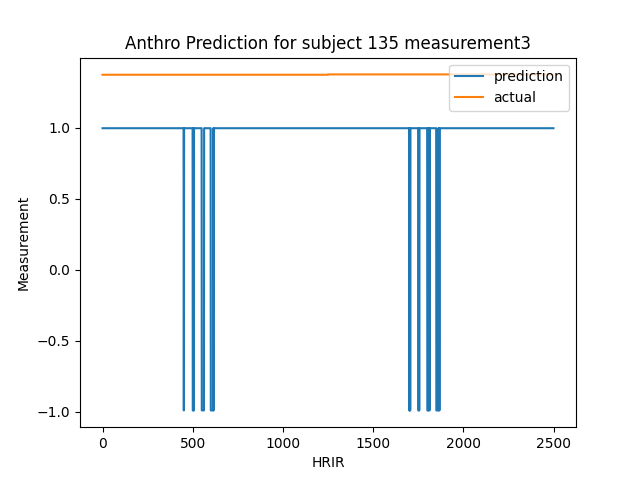 Anthro Prediction for subject 135 measurement3
prediction
actual
1.0
0.5
0.0
−0.5
−1.0
Measurement
0
500
1000
1500
2000
2500
HRIR